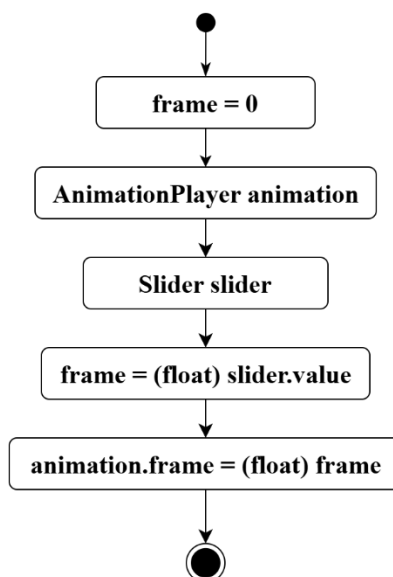 frame = 0
AnimationPlayer animation
Slider slider
frame = (float) slider.value
animation.frame = (float) frame